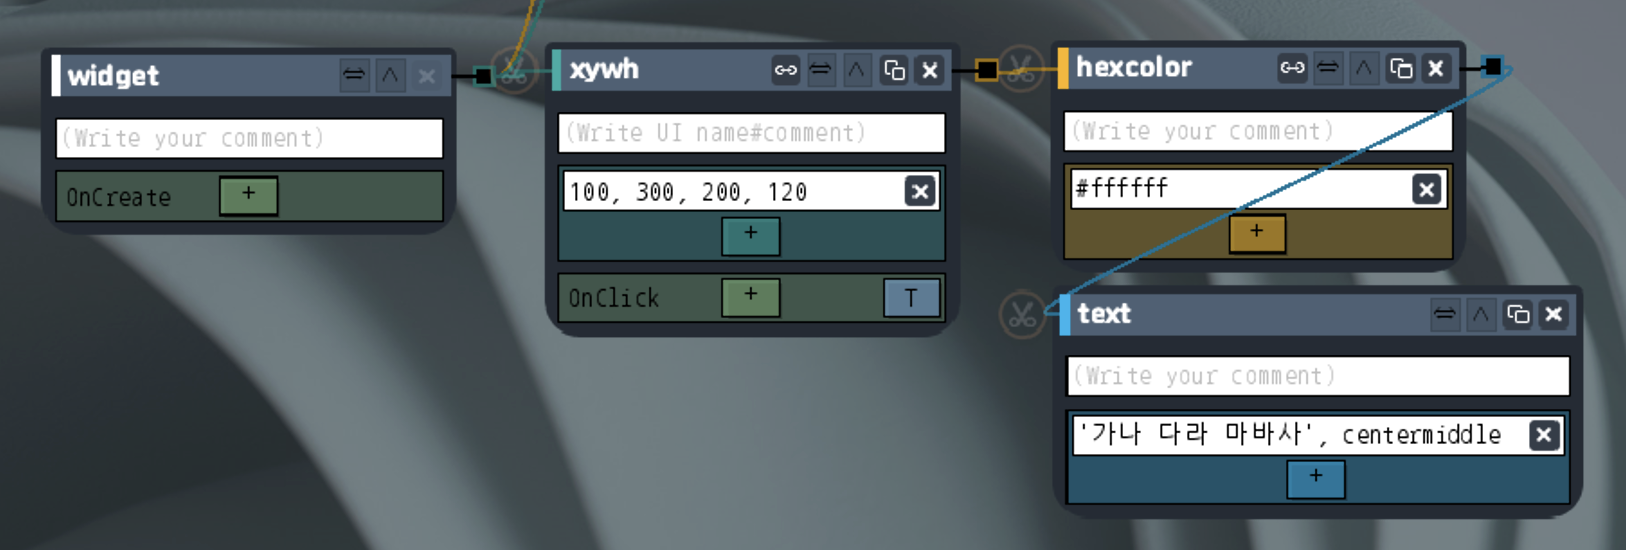 widget
(Write your comment)
OnCreate +
xywh
(Write UI name#comment)
100, 300, 200, 120
+
OnClick + T
hexcolor
(Write your comment)
#ffffff
+
text
(Write your comment)
'가나 다라 마바사', centermiddle
+